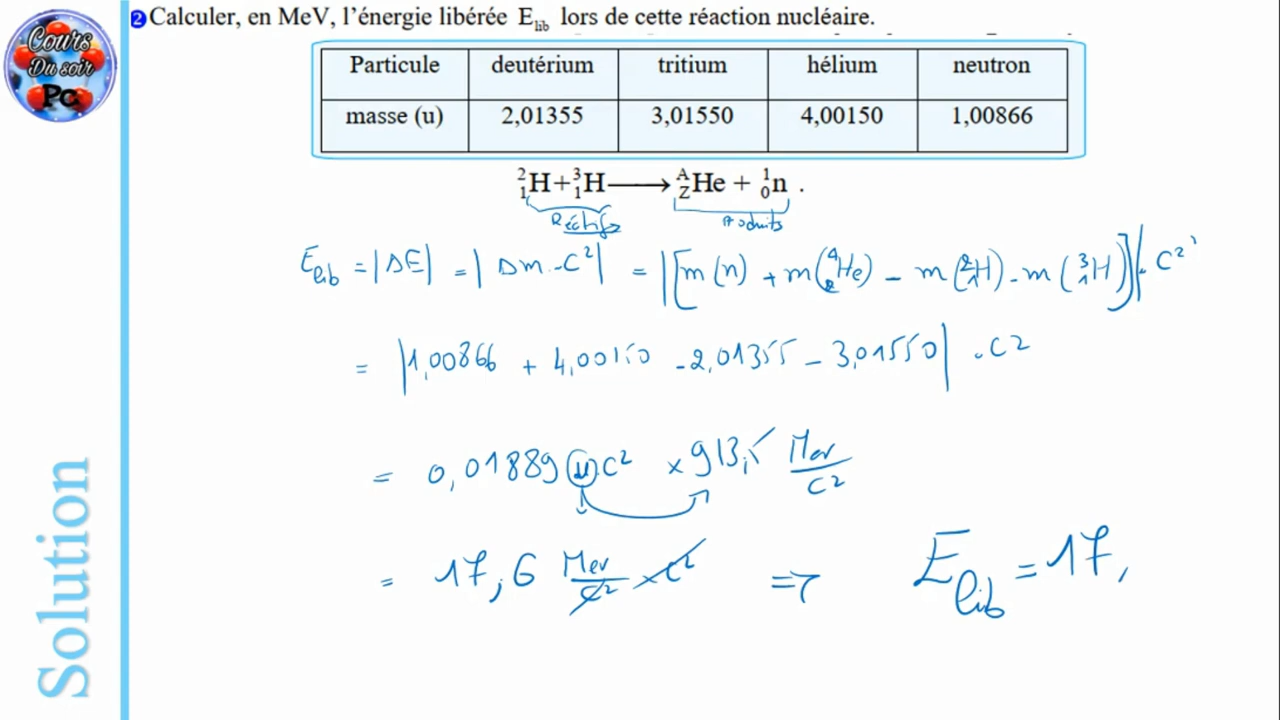 Cours
Du soir
PC
Solution
2 Calculer, en MeV, l'énergie libérée E_lib lors de cette réaction nucléaire.
Particule deutérium tritium hélium neutron
masse (u) 2,01355 3,01550 4,00150 1,00866
²₁H + ³₁H ⟶ ᴬ_ZHe + ¹₀n .
Réctifs Produits
E_lib = |ΔE| = |Δm · C²| = |[m(n) + m(⁴₂He) − m(²₁H) − m(³₁H)]| · C²
= |1,00866 + 4,00150 − 2,01355 − 3,01550| · C²
= 0,01889 u C² × 913,5 Mev/C²
= 17,6 Mev/C² × C² ⇒ E_lib = 17,